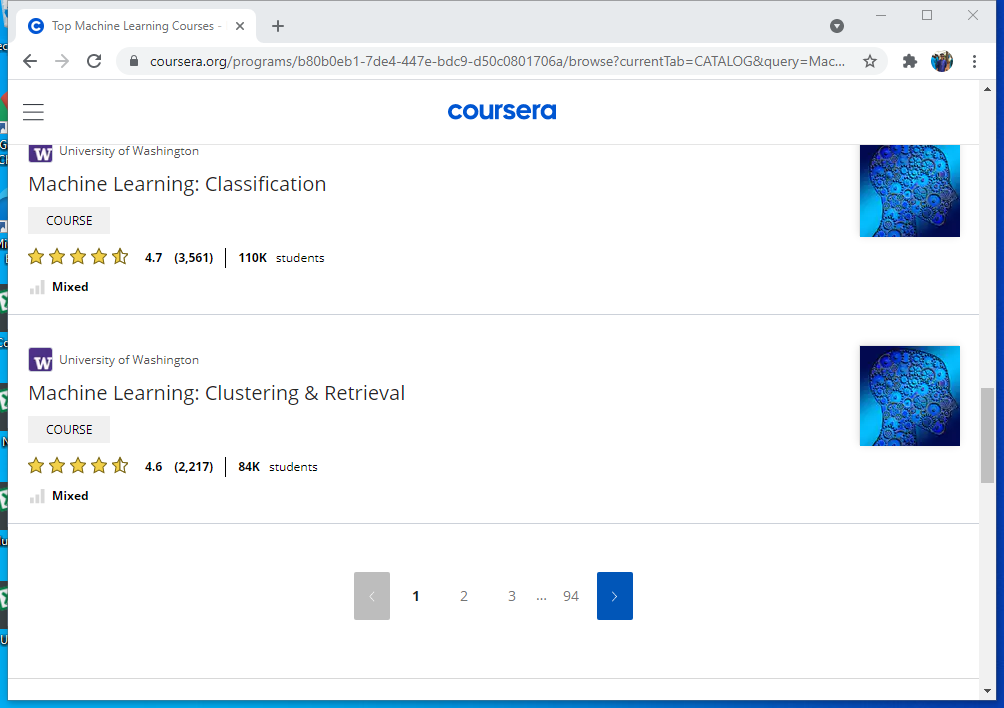 Top Machine Learning Courses -
coursera.org/programs/b80b0eb1-7de4-447e-bdc9-d50c0801706a/browse?currentTab=CATALOG&query=Mac...
coursera
W University of Washington
Machine Learning: Classification
COURSE
4.7 (3,561) 110K students
Mixed
W University of Washington
Machine Learning: Clustering & Retrieval
COURSE
4.6 (2,217) 84K students
Mixed
< 1 2 3 ... 94 >